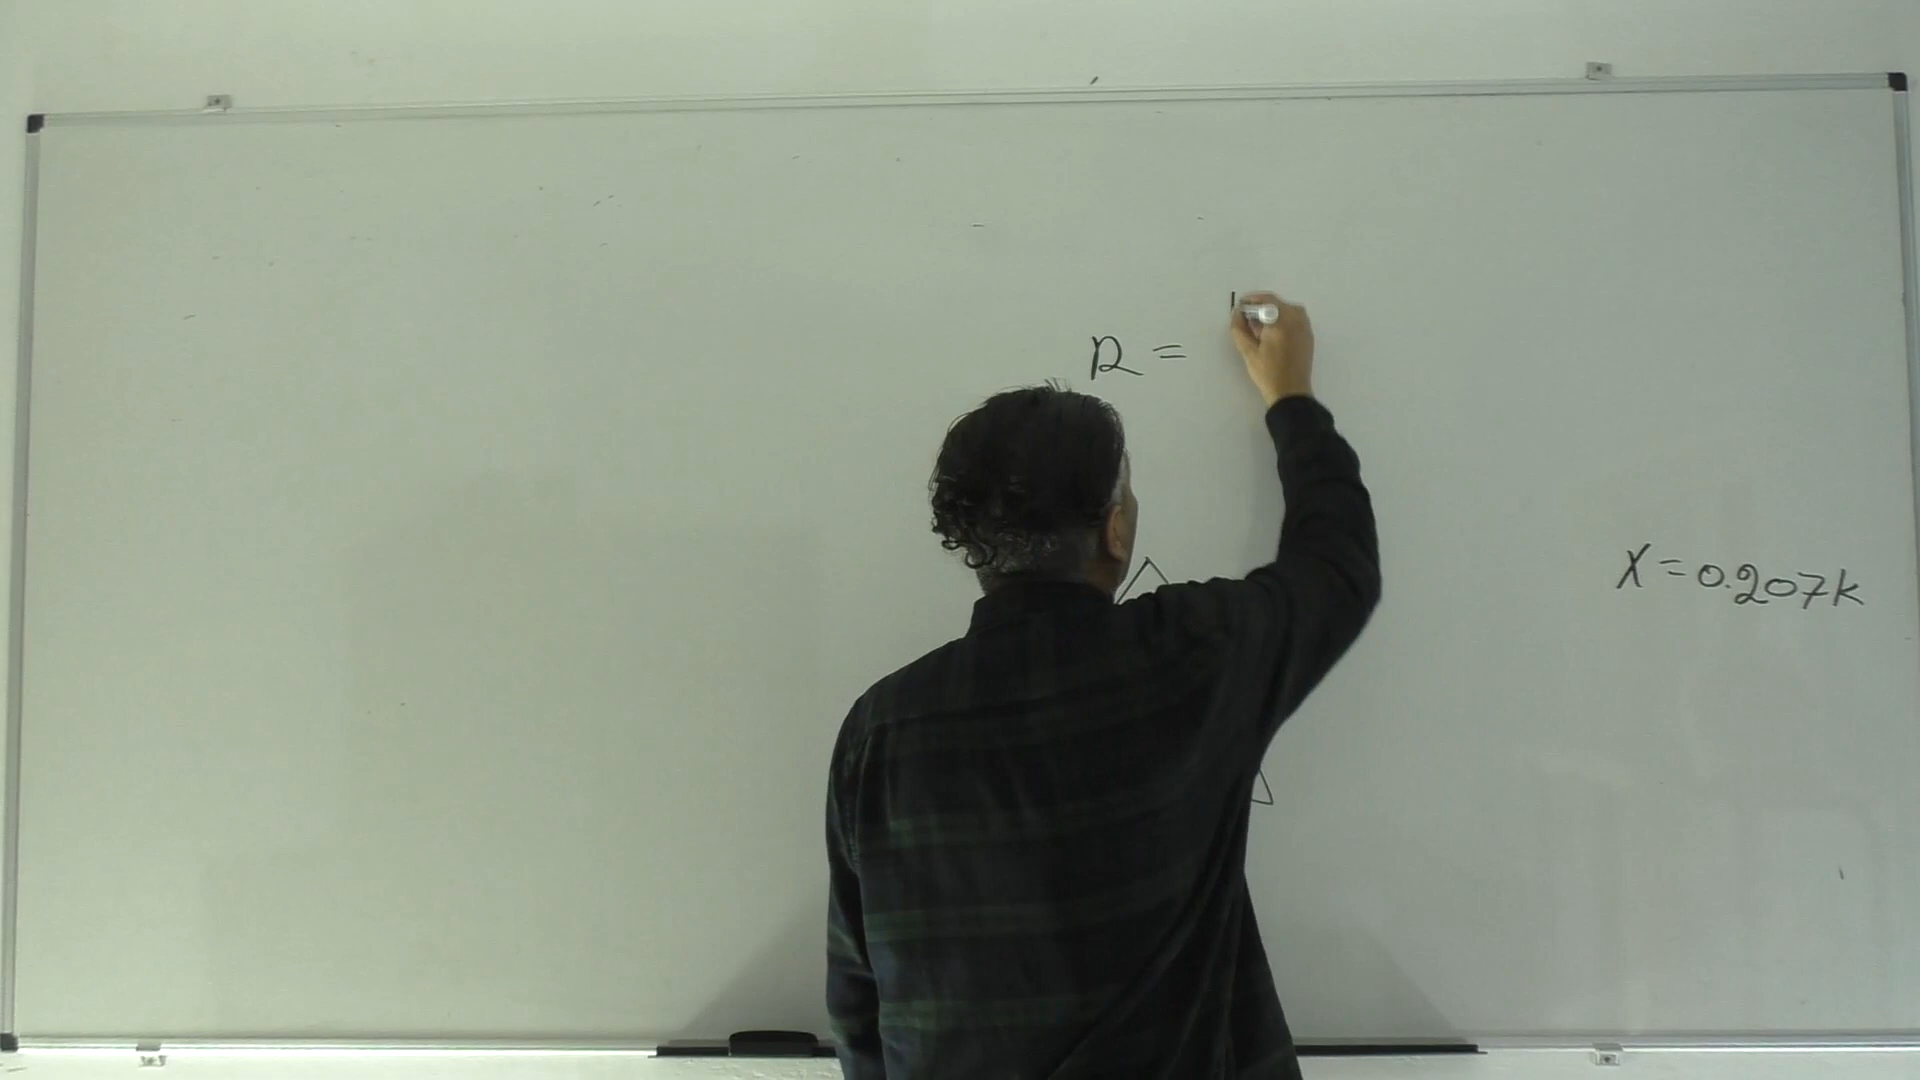 R =
X = 0.207k